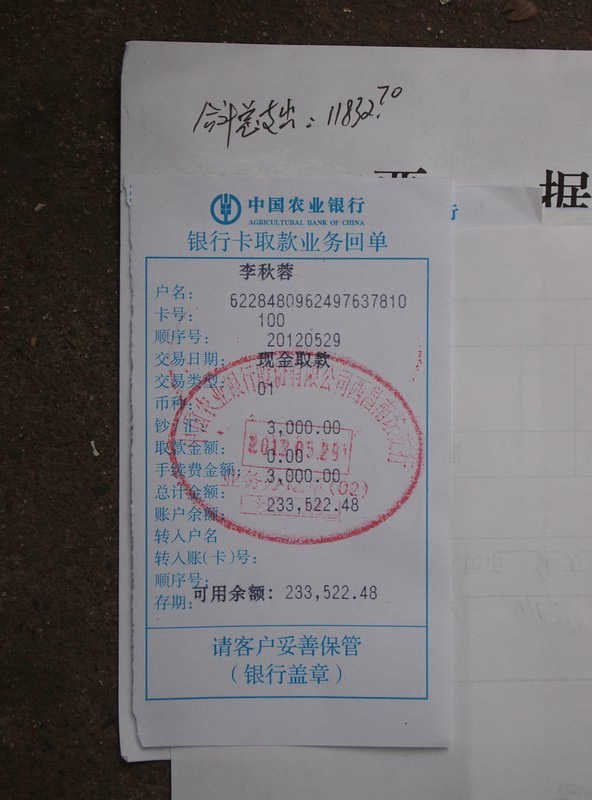 合计总支出：11832.70
据
中国农业银行
AGRICULTURAL BANK OF CHINA
行
银行卡取款业务回单
李秋蓉
户名：
6228480962497637810
卡号：
100
顺序号：
20120529
交易日期：
现金取款
交易类型：
01
币种：
钞／汇：
3,000.00
取款金额：
0.00
手续费金额：
3,000.00
总计金额：
233,522.48
账户余额：
转入户名
转入账(卡)号：
顺序号：
可用余额：233,522.48
存期：
2012.05.29
(02)
请客户妥善保管
（银行盖章）